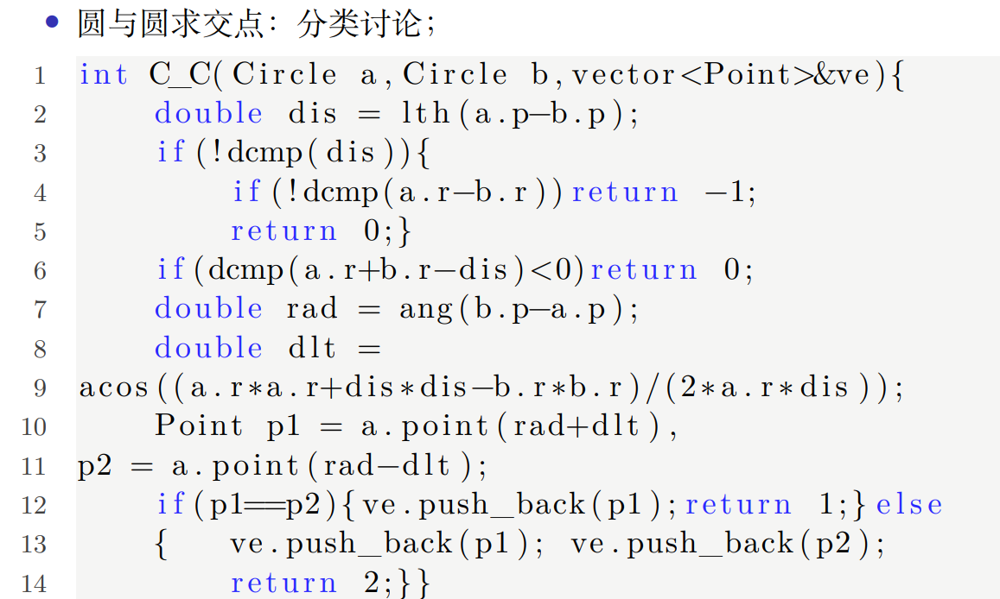 • 圆与圆求交点：分类讨论；
1 int C_C(Circle a,Circle b,vector<Point>&ve){
2 double dis = lth(a.p−b.p);
3 if(!dcmp(dis)){
4 if(!dcmp(a.r−b.r))return −1;
5 return 0;}
6 if(dcmp(a.r+b.r−dis)<0)return 0;
7 double rad = ang(b.p−a.p);
8 double dlt =
9 acos((a.r*a.r+dis*dis−b.r*b.r)/(2*a.r*dis));
10 Point p1 = a.point(rad+dlt),
11 p2 = a.point(rad−dlt);
12 if(p1==p2){ve.push_back(p1);return 1;}else
13 { ve.push_back(p1); ve.push_back(p2);
14 return 2;}}